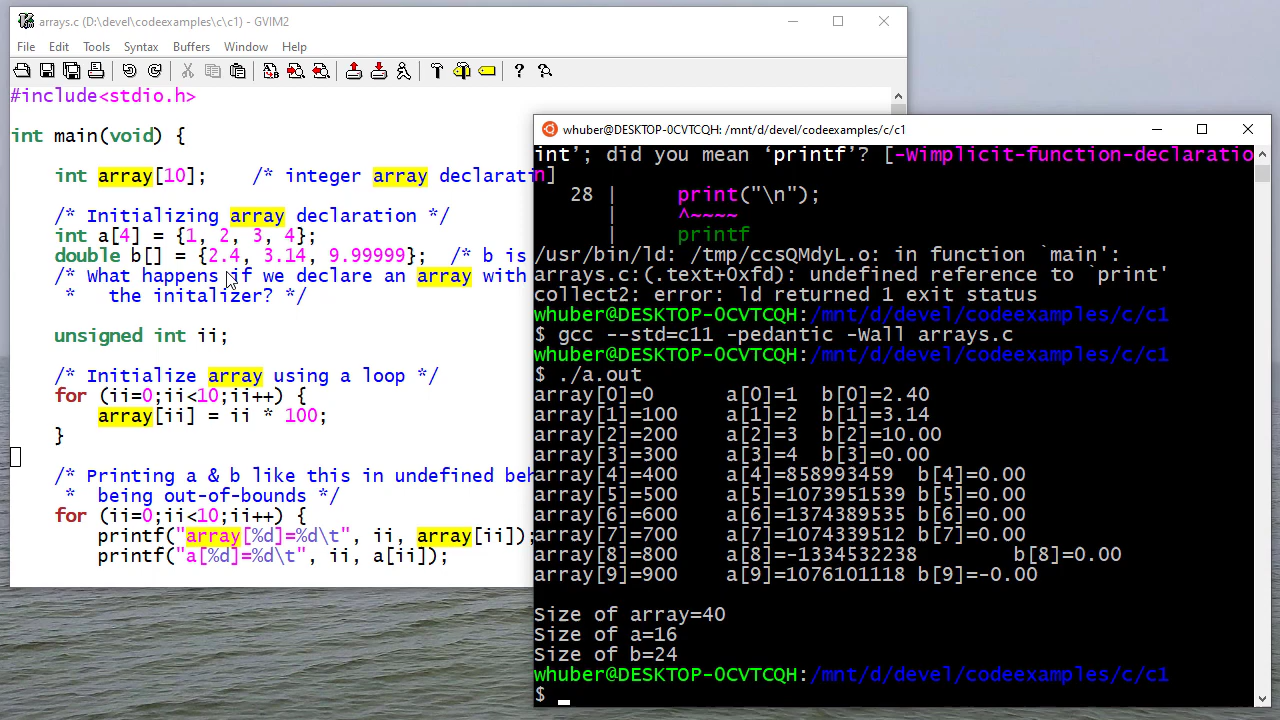 arrays.c (D:\devel\codeexamples\c\c1) - GVIM2
File Edit Tools Syntax Buffers Window Help
#include<stdio.h>
int main(void) {
int array[10]; /* integer array declarati
/* Initializing array declaration */
int a[4] = {1, 2, 3, 4};
double b[] = {2.4, 3.14, 9.99999}; /* b is
/* What happens if we declare an array with
* the initalizer? */
unsigned int ii;
/* Initialize array using a loop */
for (ii=0;ii<10;ii++) {
array[ii] = ii * 100;
}
/* Printing a & b like this in undefined beh
* being out-of-bounds */
for (ii=0;ii<10;ii++) {
printf("array[%d]=%d\t", ii, array[ii]);
printf("a[%d]=%d\t", ii, a[ii]);
whuber@DESKTOP-0CVTCQH: /mnt/d/devel/codeexamples/c/c1
int’; did you mean ‘printf’? [-Wimplicit-function-declaratio
n]
28 | print("\n");
| ^~~~~
| printf
/usr/bin/ld: /tmp/ccsQMdyL.o: in function `main':
arrays.c:(.text+0xfd): undefined reference to `print'
collect2: error: ld returned 1 exit status
whuber@DESKTOP-0CVTCQH:/mnt/d/devel/codeexamples/c/c1
$ gcc --std=c11 -pedantic -Wall arrays.c
whuber@DESKTOP-0CVTCQH:/mnt/d/devel/codeexamples/c/c1
$ ./a.out
array[0]=0 a[0]=1 b[0]=2.40
array[1]=100 a[1]=2 b[1]=3.14
array[2]=200 a[2]=3 b[2]=10.00
array[3]=300 a[3]=4 b[3]=0.00
array[4]=400 a[4]=858993459 b[4]=0.00
array[5]=500 a[5]=1073951539 b[5]=0.00
array[6]=600 a[6]=1374389535 b[6]=0.00
array[7]=700 a[7]=1074339512 b[7]=0.00
array[8]=800 a[8]=-1334532238 b[8]=0.00
array[9]=900 a[9]=1076101118 b[9]=-0.00
Size of array=40
Size of a=16
Size of b=24
whuber@DESKTOP-0CVTCQH:/mnt/d/devel/codeexamples/c/c1
$